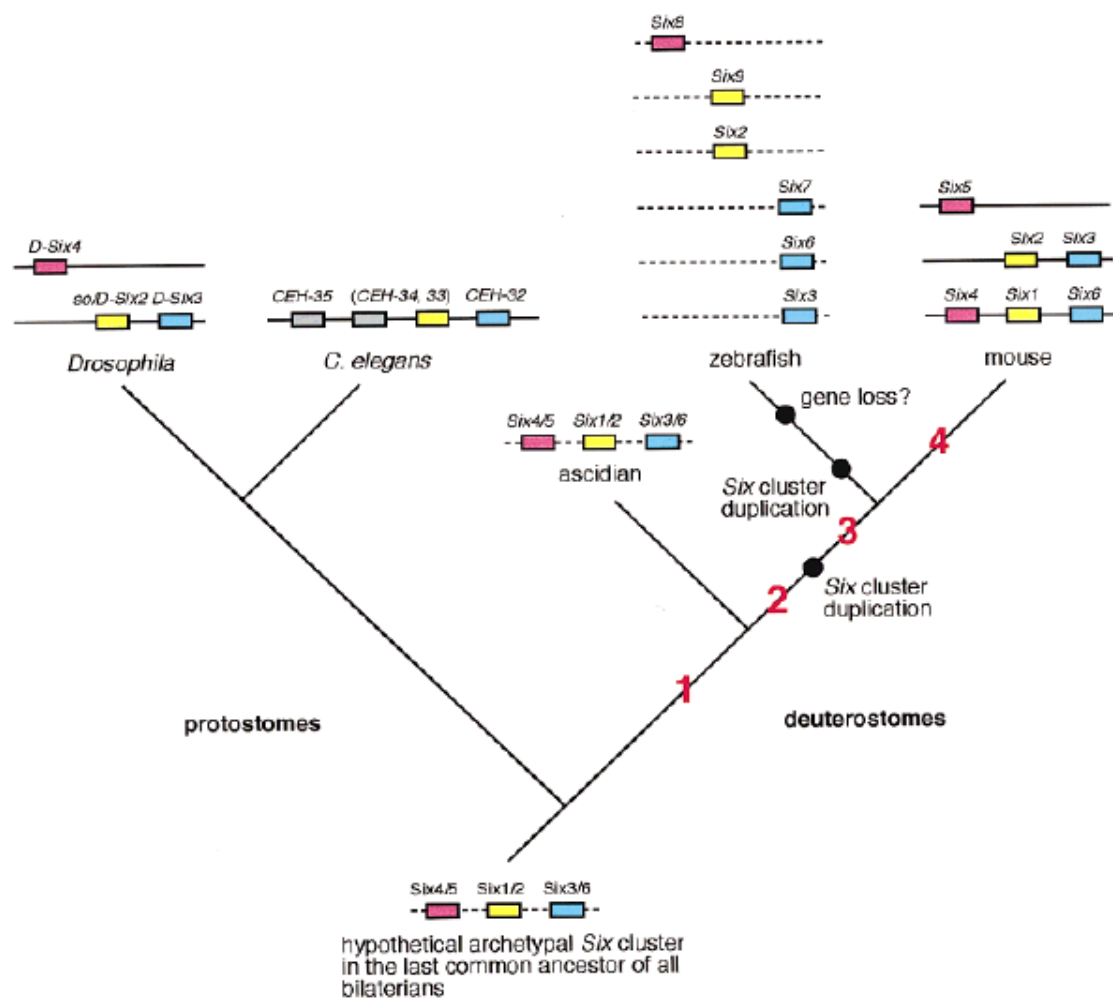 Six8
Six9
Six2
Six7
Six6
Six3
zebrafish
Six5
Six2 Six3
Six4 Six1 Six6
mouse
D-Six4
so/D-Six2 D-Six3
Drosophila
CEH-35 (CEH-34, 33) CEH-32
C. elegans
gene loss?
4
Six4/5 Six1/2 Six3/6
ascidian
Six cluster
duplication
3
2
Six cluster
duplication
1
protostomes
deuterostomes
Six4/5 Six1/2 Six3/6
hypothetical archetypal Six cluster
in the last common ancestor of all
bilaterians